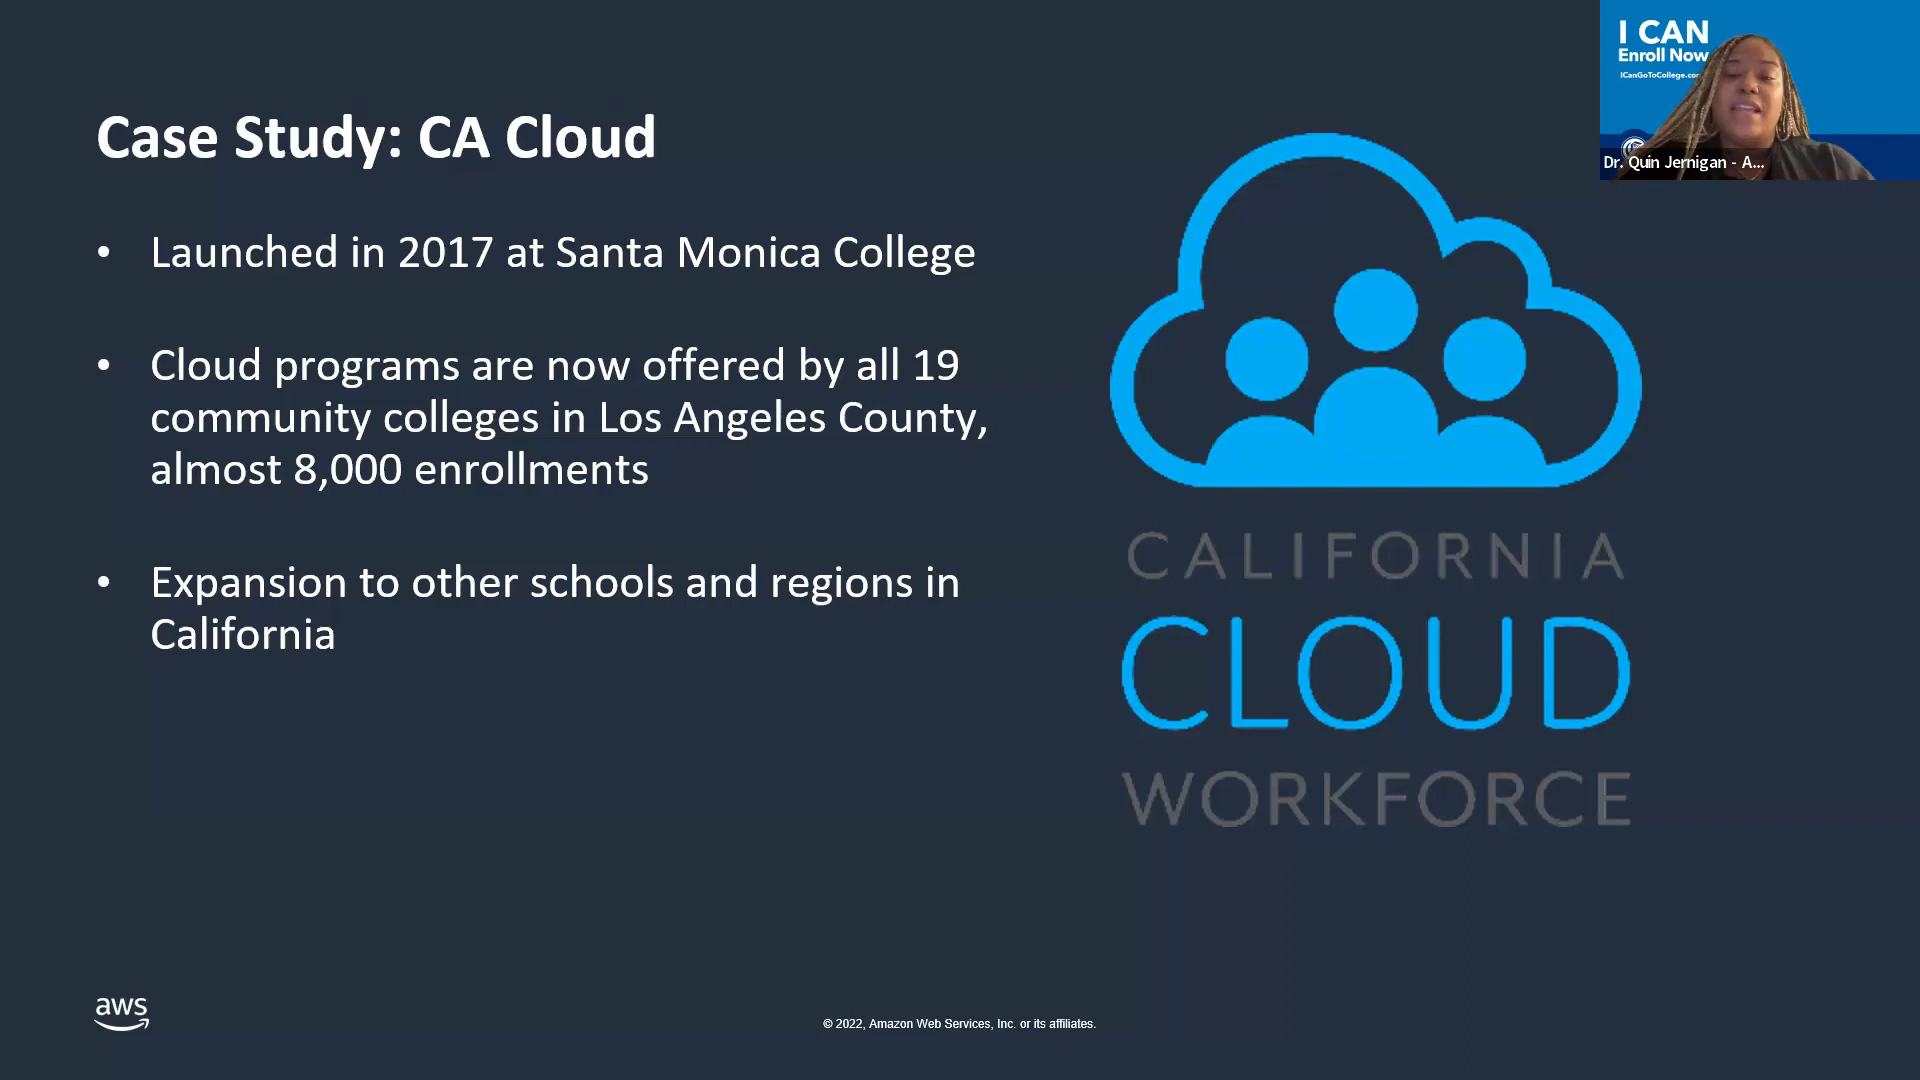 I CAN
Enroll Now
Dr. Quin Jernigan - A...
Case Study: CA Cloud
• Launched in 2017 at Santa Monica College
• Cloud programs are now offered by all 19
community colleges in Los Angeles County,
almost 8,000 enrollments
• Expansion to other schools and regions in
California
CALIFORNIA
CLOUD
WORKFORCE
aws
© 2022, Amazon Web Services, Inc. or its affiliates.